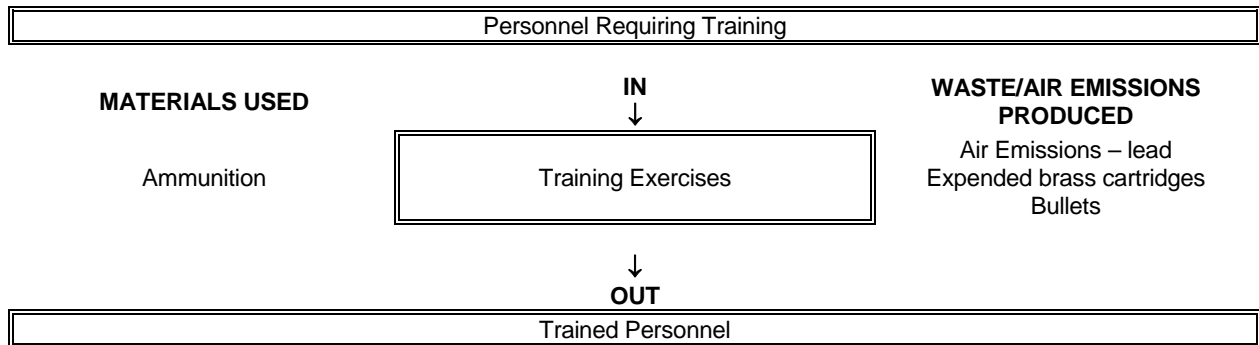 Personnel Requiring Training
MATERIALS USED
IN
↓
WASTE/AIR EMISSIONS
PRODUCED
Ammunition
Training Exercises
Air Emissions – lead
Expended brass cartridges
Bullets
↓
OUT
Trained Personnel